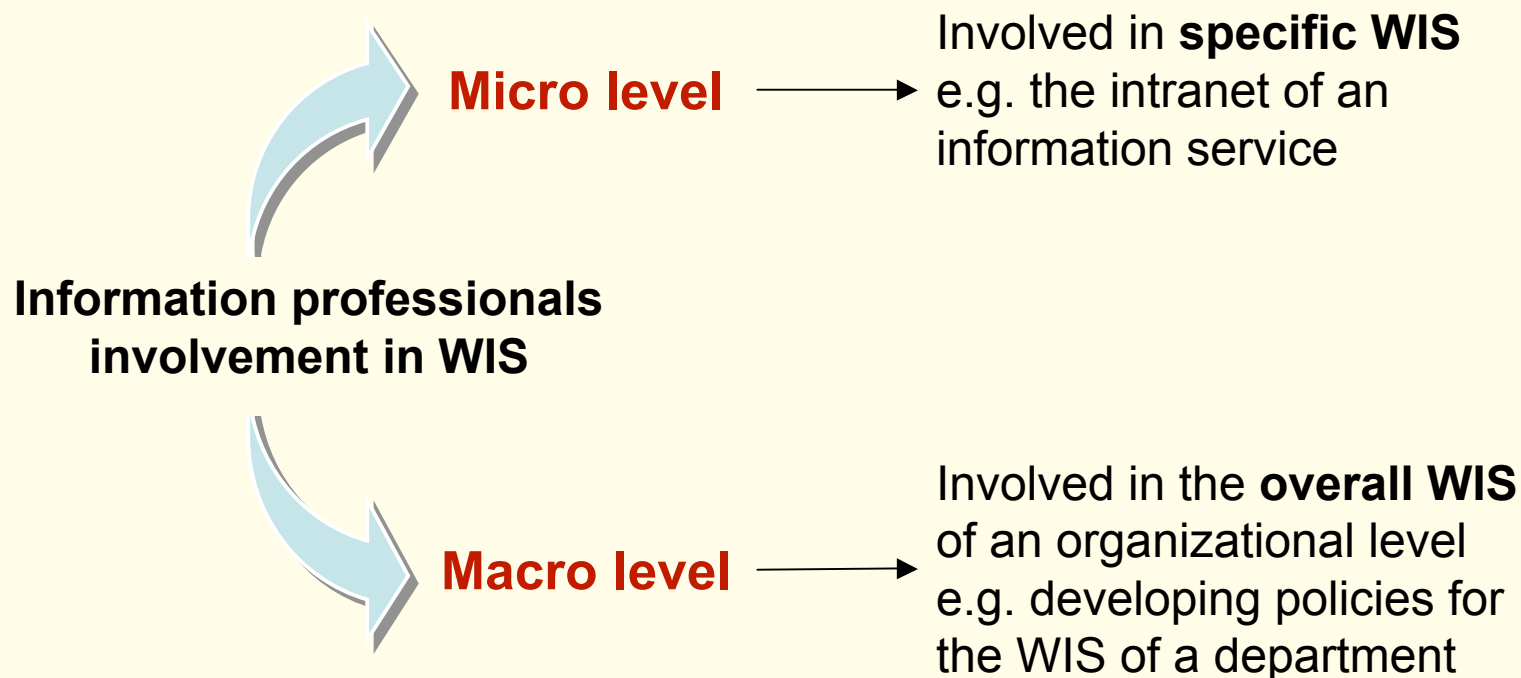 Information professionals
involvement in WIS
Micro level
Involved in specific WIS
e.g. the intranet of an
information service
Macro level
Involved in the overall WIS
of an organizational level
e.g. developing policies for
the WIS of a department